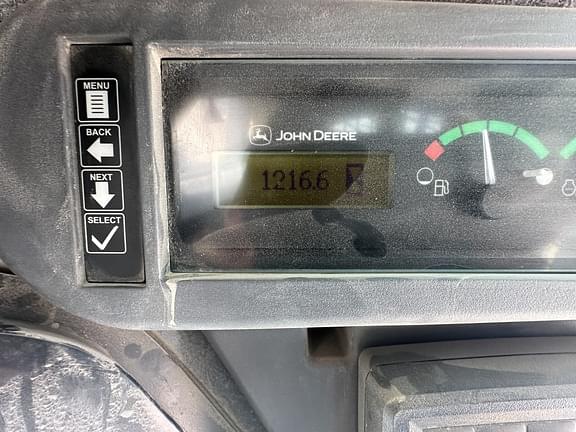 MENU
BACK
NEXT
SELECT
JOHN DEERE
1216.6